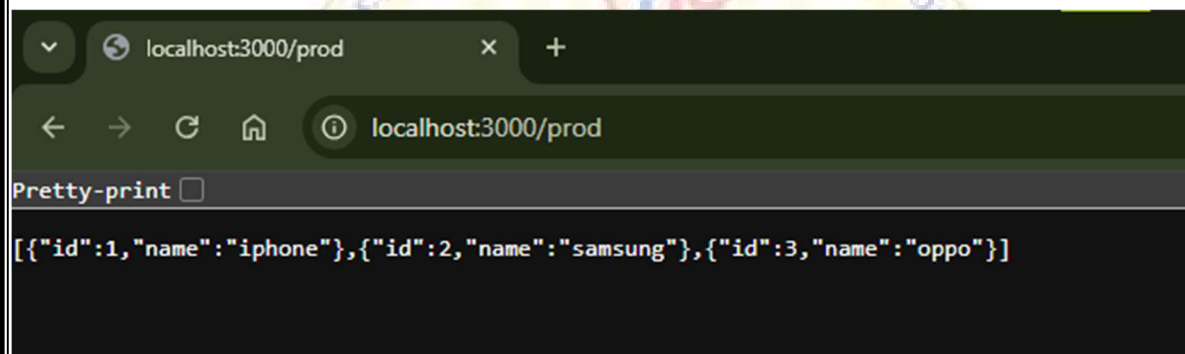 localhost:3000/prod
localhost:3000/prod
Pretty-print
[{"id":1,"name":"iphone"},{"id":2,"name":"samsung"},{"id":3,"name":"oppo"}]